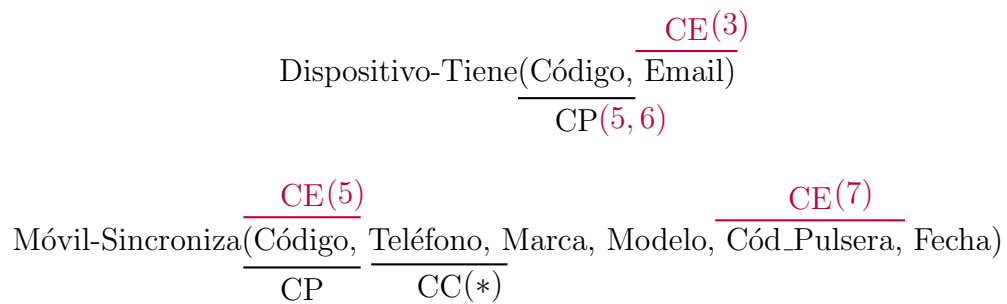 CE(3)
Dispositivo-Tiene(Código, Email)
CP(5, 6)
CE(5) CE(7)
Móvil-Sincroniza(Código, Teléfono, Marca, Modelo, Cód_Pulsera, Fecha)
CP CC(*)